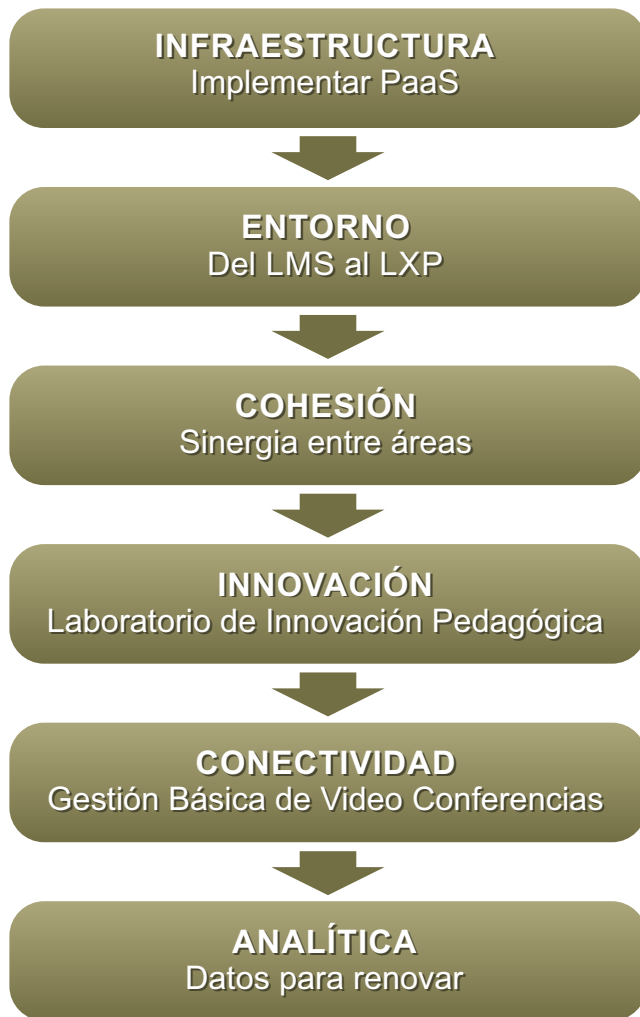 INFRAESTRUCTURA
Implementar PaaS
ENTORNO
Del LMS al LXP
COHESIÓN
Sinergia entre áreas
INNOVACIÓN
Laboratorio de Innovación Pedagógica
CONECTIVIDAD
Gestión Básica de Video Conferencias
ANALÍTICA
Datos para renovar